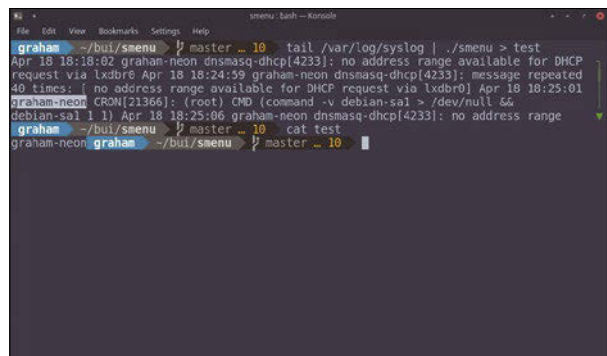 smenu : bash — Konsole
File Edit View Bookmarks Settings Help
graham ~/bui/smenu master … 10 tail /var/log/syslog | ./smenu > test
Apr 18 18:18:02 graham-neon dnsmasq-dhcp[4233]: no address range available for DHCP
request via lxdbr0 Apr 18 18:24:59 graham-neon dnsmasq-dhcp[4233]: message repeated
40 times: [ no address range available for DHCP request via lxdbr0] Apr 18 18:25:01
graham-neon CRON[21366]: (root) CMD (command -v debian-sa1 > /dev/null &&
debian-sa1 1 1) Apr 18 18:25:06 graham-neon dnsmasq-dhcp[4233]: no address range
graham ~/bui/smenu master … 10 cat test
graham-neon graham ~/bui/smenu master … 10